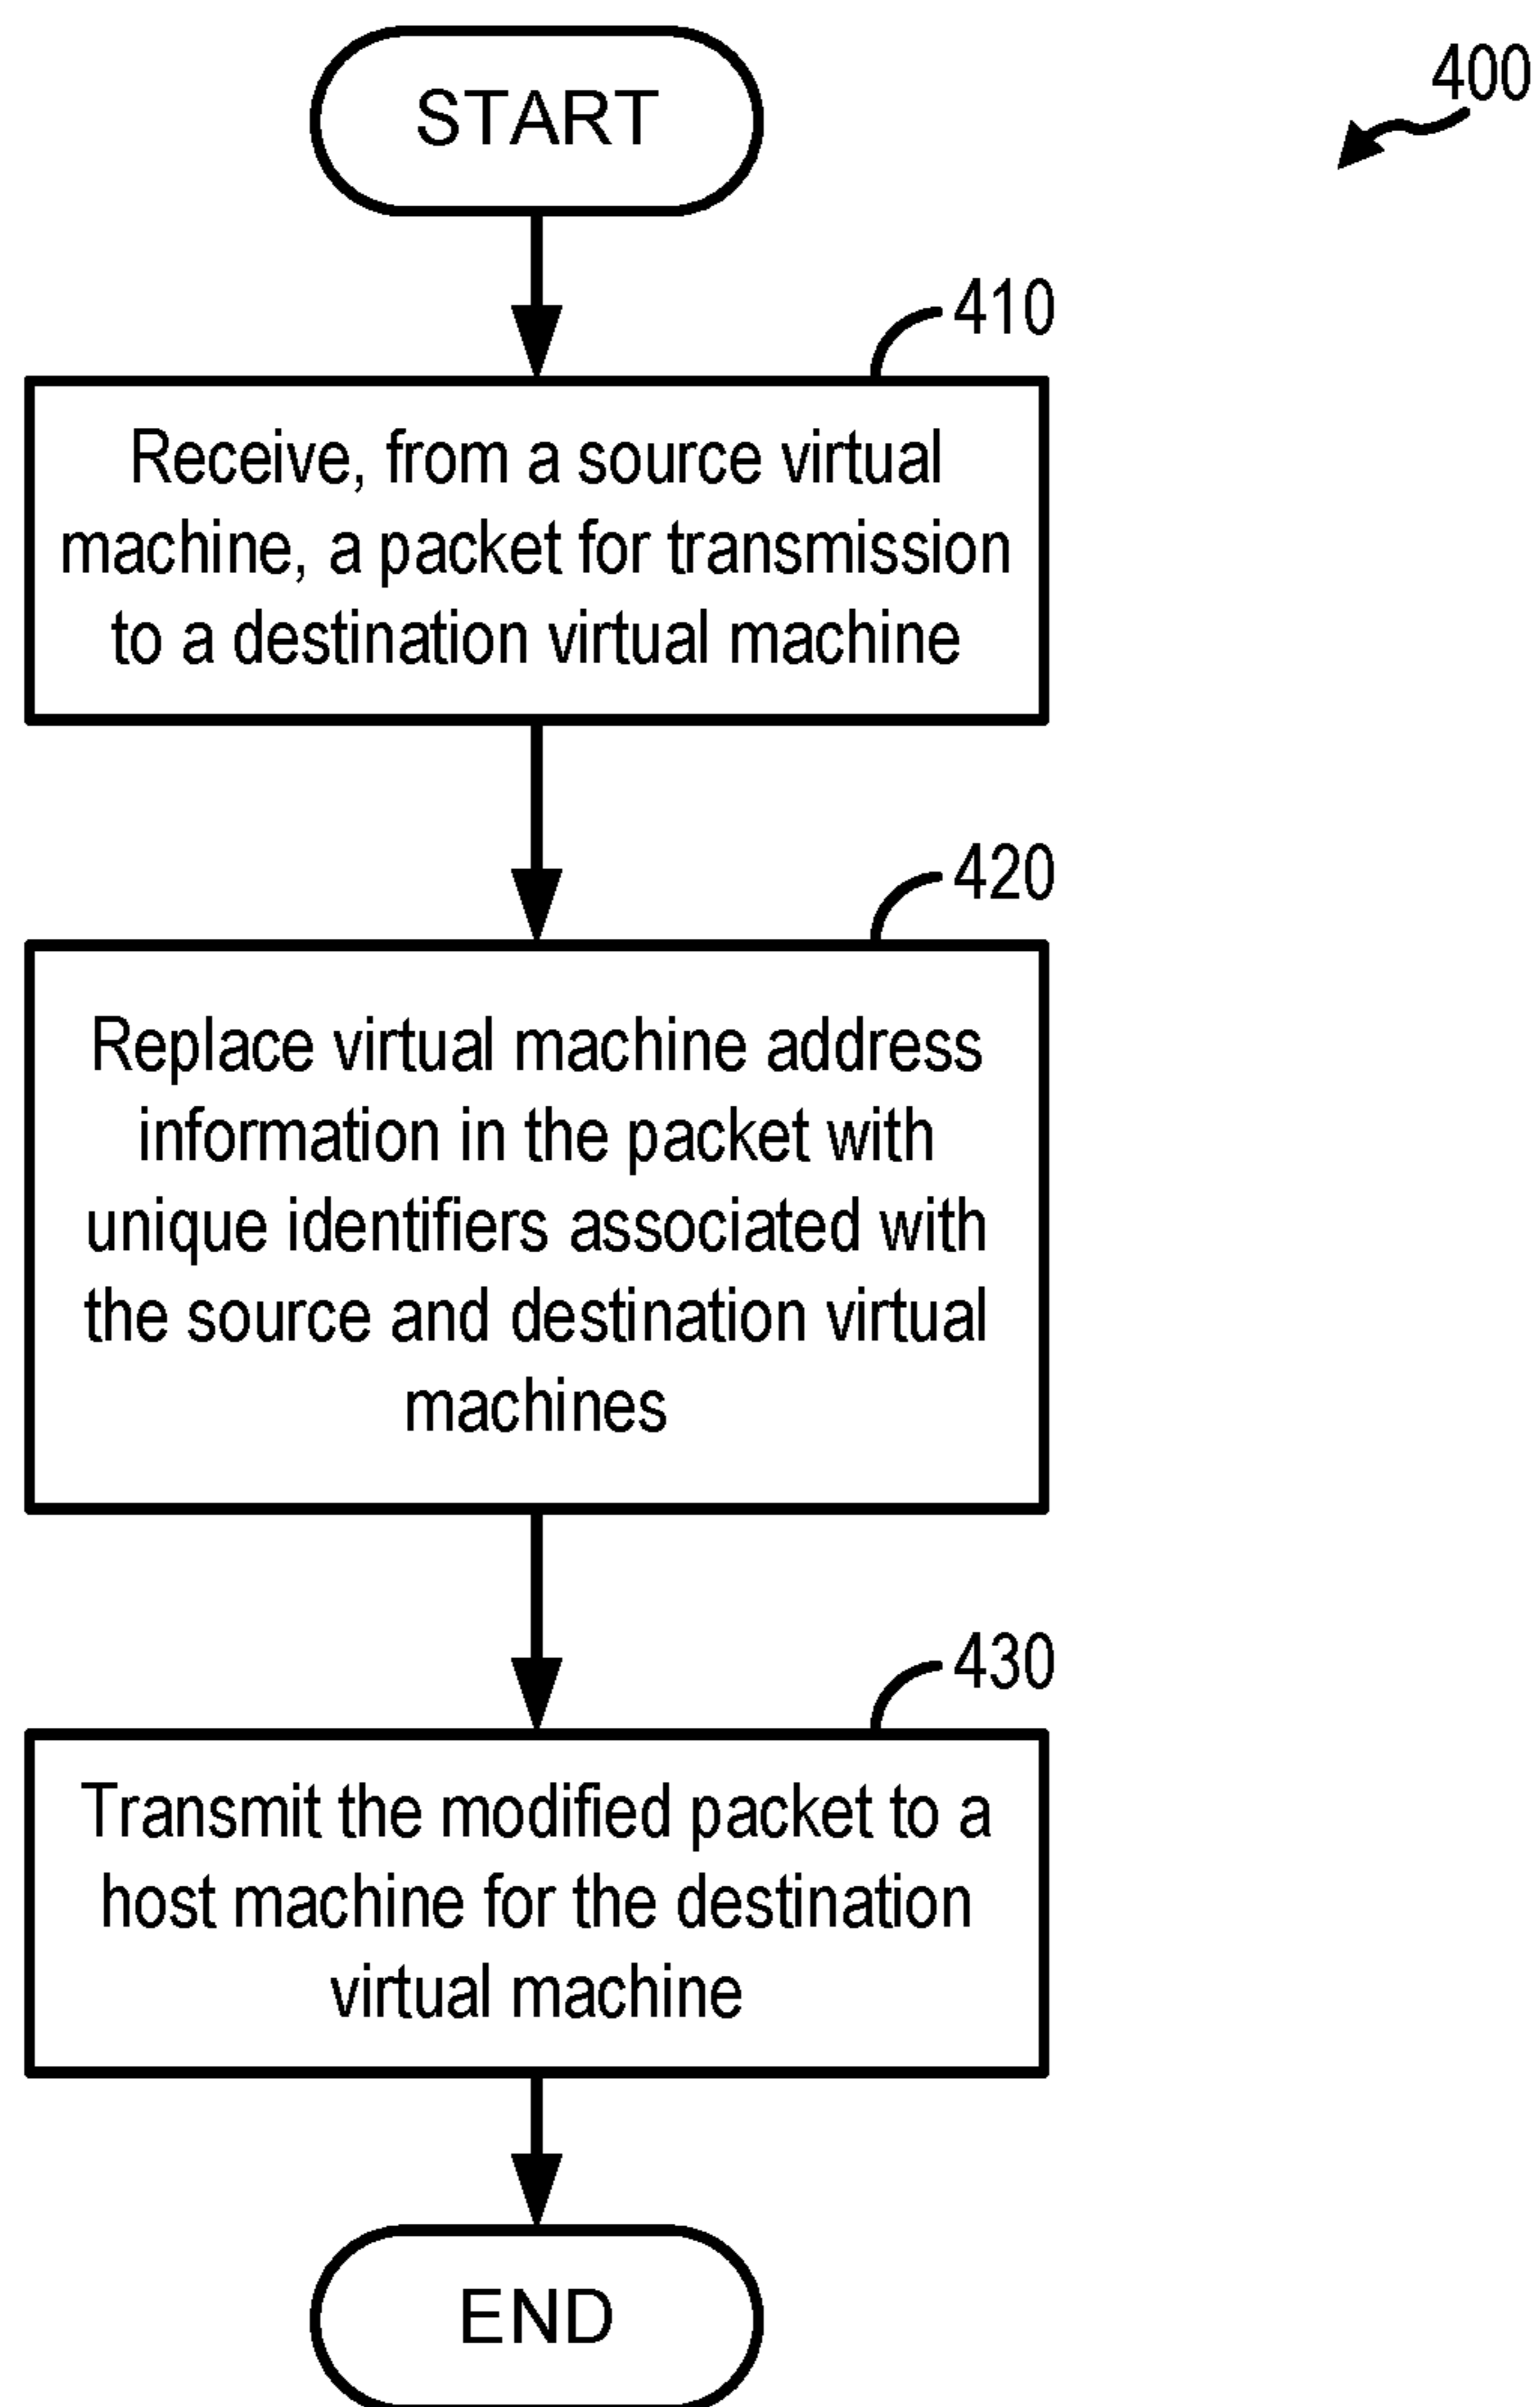 START
400
410
Receive, from a source virtual
machine, a packet for transmission
to a destination virtual machine
420
Replace virtual machine address
information in the packet with
unique identifiers associated with
the source and destination virtual
machines
430
Transmit the modified packet to a
host machine for the destination
virtual machine
END